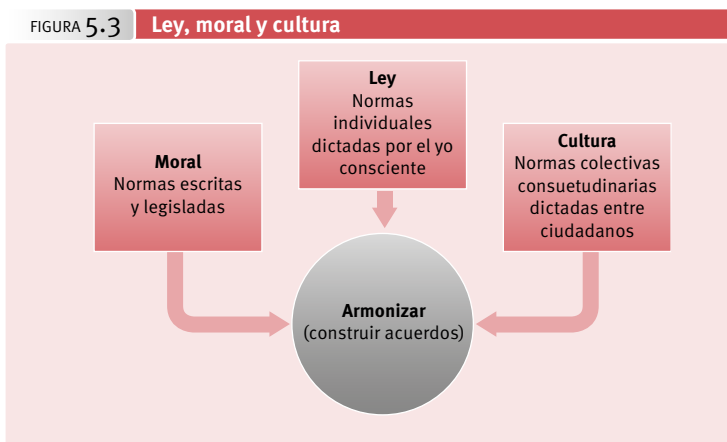 FIGURA 5.3 Ley, moral y cultura
Moral
Normas escritas
y legisladas
Ley
Normas
individuales
dictadas por el yo
consciente
Cultura
Normas colectivas
consuetudinarias
dictadas entre
ciudadanos
Armonizar
(construir acuerdos)